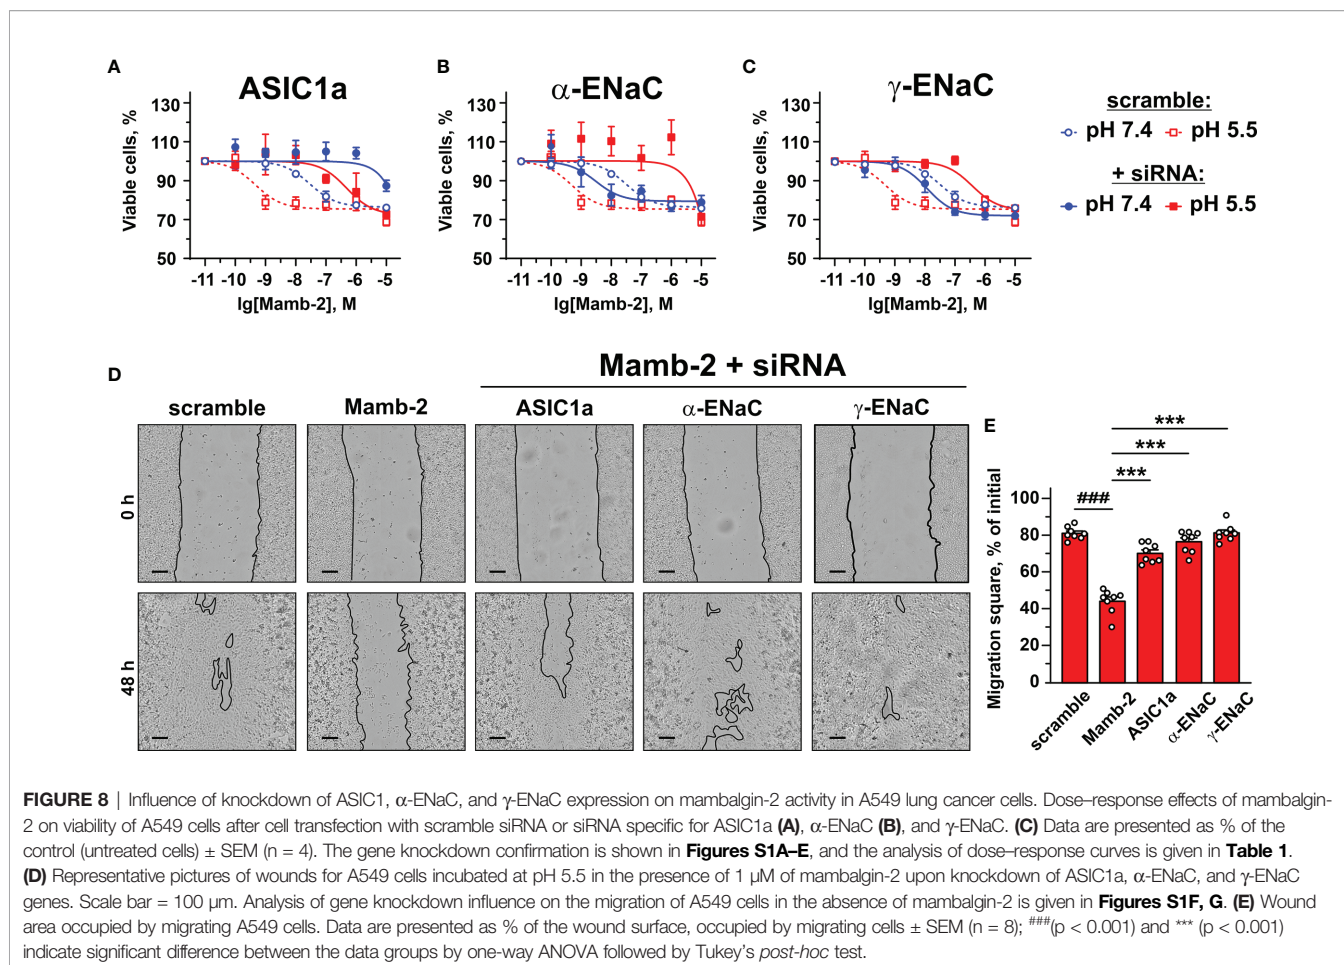 A
B
C
ASIC1a
α-ENaC
γ-ENaC
Viable cells, %
Viable cells, %
Viable cells, %
130
110
90
70
50
130
110
90
70
50
130
110
90
70
50
-11 -10 -9 -8 -7 -6 -5
-11 -10 -9 -8 -7 -6 -5
-11 -10 -9 -8 -7 -6 -5
lg[Mamb-2], M
lg[Mamb-2], M
lg[Mamb-2], M
scramble:
pH 7.4 pH 5.5
+ siRNA:
pH 7.4 pH 5.5
D
Mamb-2 + siRNA
scramble
Mamb-2
ASIC1a
α-ENaC
γ-ENaC
0 h
48 h
E
***
***
***
###
Migration square, % of initial
100
80
60
40
20
0
scramble
Mamb-2
ASIC1a
α-ENaC
γ-ENaC
FIGURE 8 | Influence of knockdown of ASIC1, α-ENaC, and γ-ENaC expression on mambalgin-2 activity in A549 lung cancer cells. Dose–response effects of mambalgin-
2 on viability of A549 cells after cell transfection with scramble siRNA or siRNA specific for ASIC1a (A), α-ENaC (B), and γ-ENaC. (C) Data are presented as % of the
control (untreated cells) ± SEM (n = 4). The gene knockdown confirmation is shown in Figures S1A–E, and the analysis of dose–response curves is given in Table 1.
(D) Representative pictures of wounds for A549 cells incubated at pH 5.5 in the presence of 1 µM of mambalgin-2 upon knockdown of ASIC1a, α-ENaC, and γ-ENaC
genes. Scale bar = 100 µm. Analysis of gene knockdown influence on the migration of A549 cells in the absence of mambalgin-2 is given in Figures S1F, G. (E) Wound
area occupied by migrating A549 cells. Data are presented as % of the wound surface, occupied by migrating cells ± SEM (n = 8); ###(p < 0.001) and *** (p < 0.001)
indicate significant difference between the data groups by one-way ANOVA followed by Tukey's post-hoc test.